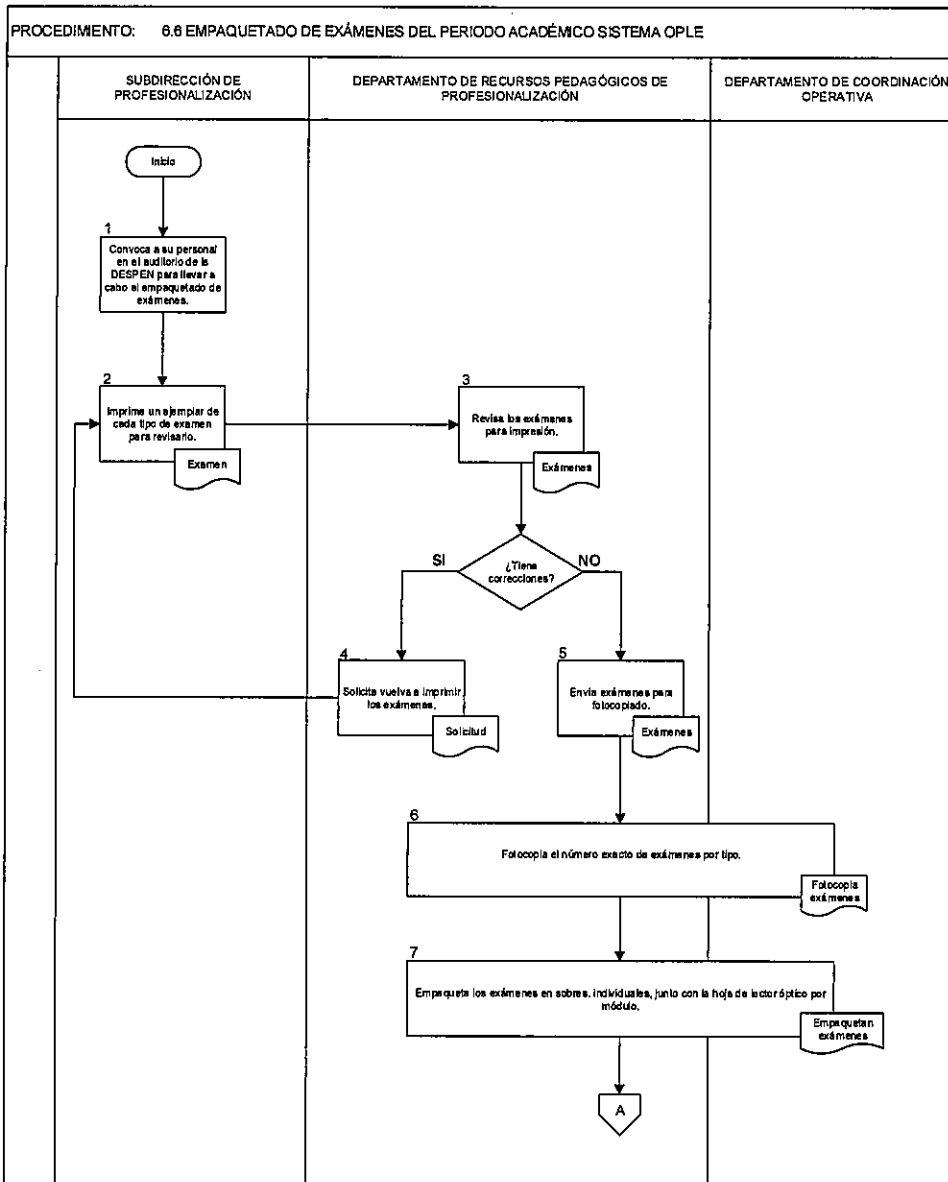 PROCEDIMIENTO: 6.6 EMPAQUETADO DE EXÁMENES DEL PERIODO ACADÉMICO SISTEMA OPLE
SUBDIRECCIÓN DE
PROFESIONALIZACIÓN
DEPARTAMENTO DE RECURSOS PEDAGÓGICOS DE
PROFESIONALIZACIÓN
DEPARTAMENTO DE COORDINACIÓN
OPERATIVA
Inicio
1
Convoca a su personal
en el auditorio de la
DESPEN para llevar a
cabo el empaquetado de
exámenes.
2
Imprime un ejemplar de
cada tipo de examen
para revisarlo.
Examen
3
Revisa los exámenes
para impresión.
Exámenes
¿Tiene
correcciones?
SI
NO
4
Solicita vuelva a imprimir
los exámenes.
Solicitud
5
Envía exámenes para
fotocopiado.
Exámenes
6
Fotocopia el número exacto de exámenes por tipo.
Fotocopia
exámenes
7
Empaqueta los exámenes en sobres. individuales, junto con la hoja de lector óptico por
módulo.
Empaquetan
exámenes
A